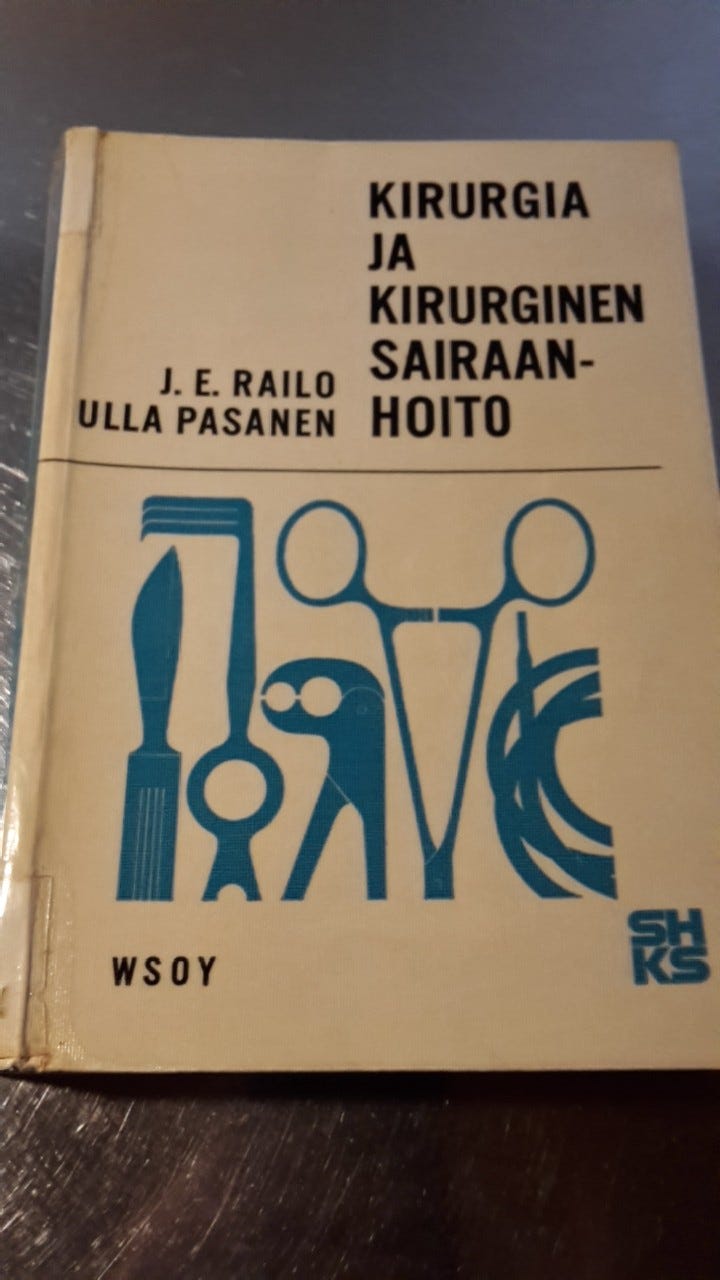 KIRURGIA
JA
KIRURGINEN
SAIRAAN-
HOITO
J. E. RAILO
ULLA PASANEN
WSOY
SH
KS